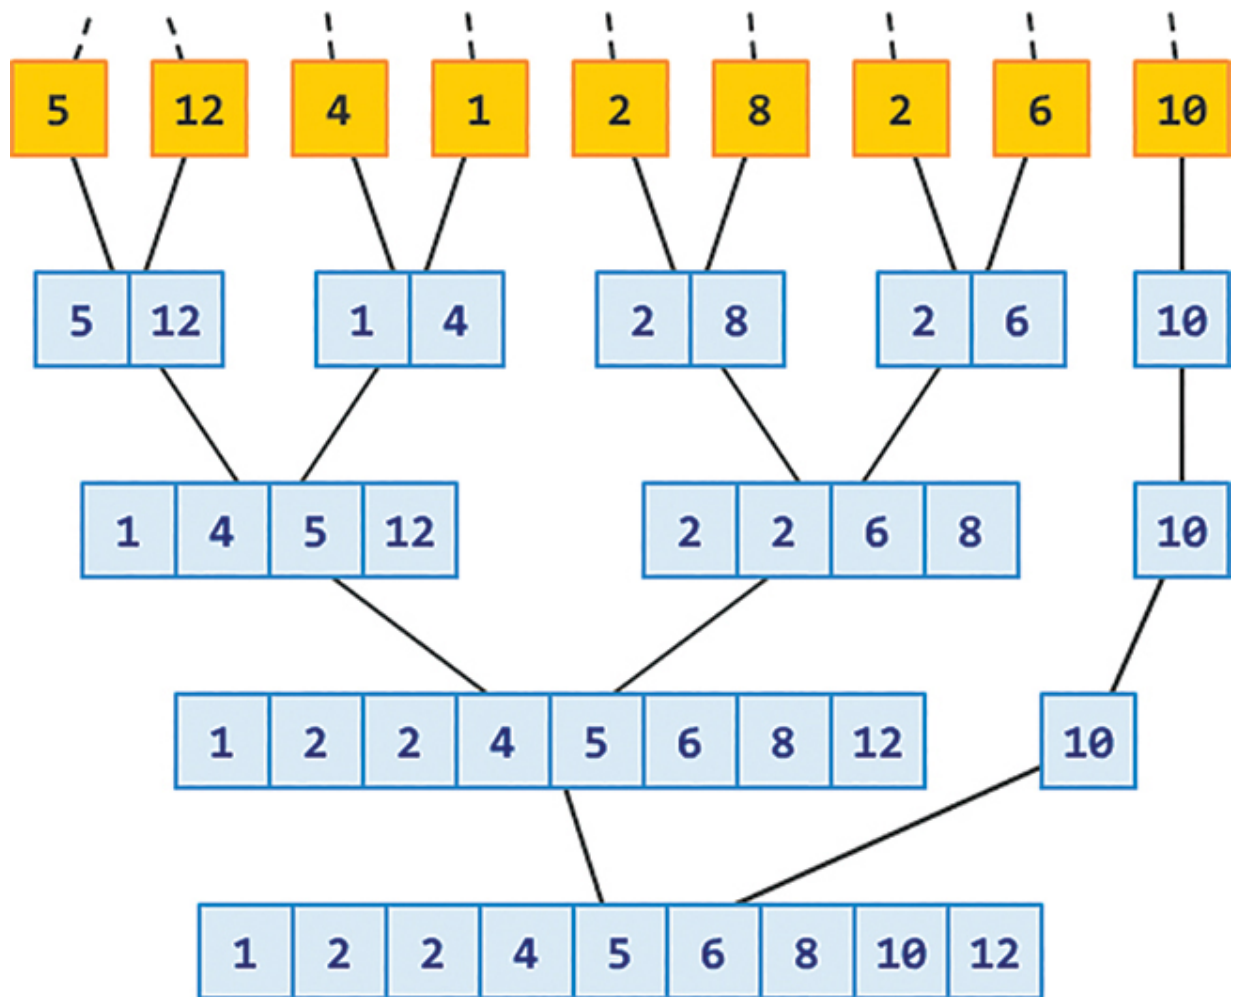 5 12 4 1 2 8 2 6 10
5 12 1 4 2 8 2 6 10
1 4 5 12 2 2 6 8 10
1 2 2 4 5 6 8 12 10
1 2 2 4 5 6 8 10 12